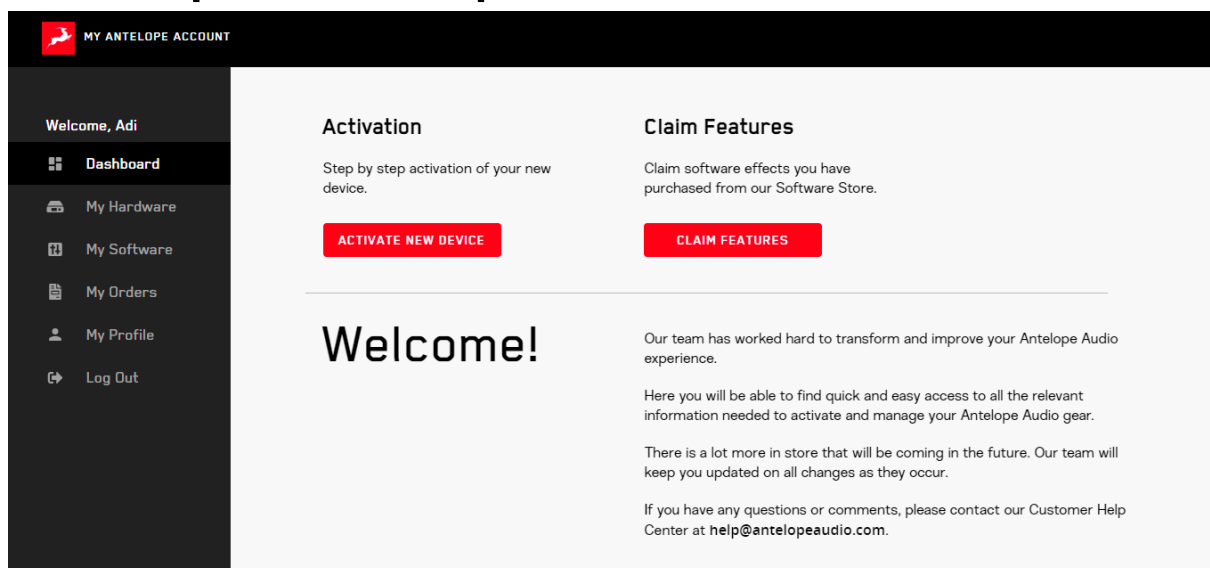 MY ANTELOPE ACCOUNT
Welcome, Adi
Dashboard
My Hardware
My Software
My Orders
My Profile
Log Out
Activation
Step by step activation of your new
device.
ACTIVATE NEW DEVICE
Claim Features
Claim software effects you have
purchased from our Software Store.
CLAIM FEATURES
Welcome!
Our team has worked hard to transform and improve your Antelope Audio
experience.
Here you will be able to find quick and easy access to all the relevant
information needed to activate and manage your Antelope Audio gear.
There is a lot more in store that will be coming in the future. Our team will
keep you updated on all changes as they occur.
If you have any questions or comments, please contact our Customer Help
Center at help@antelopeaudio.com.